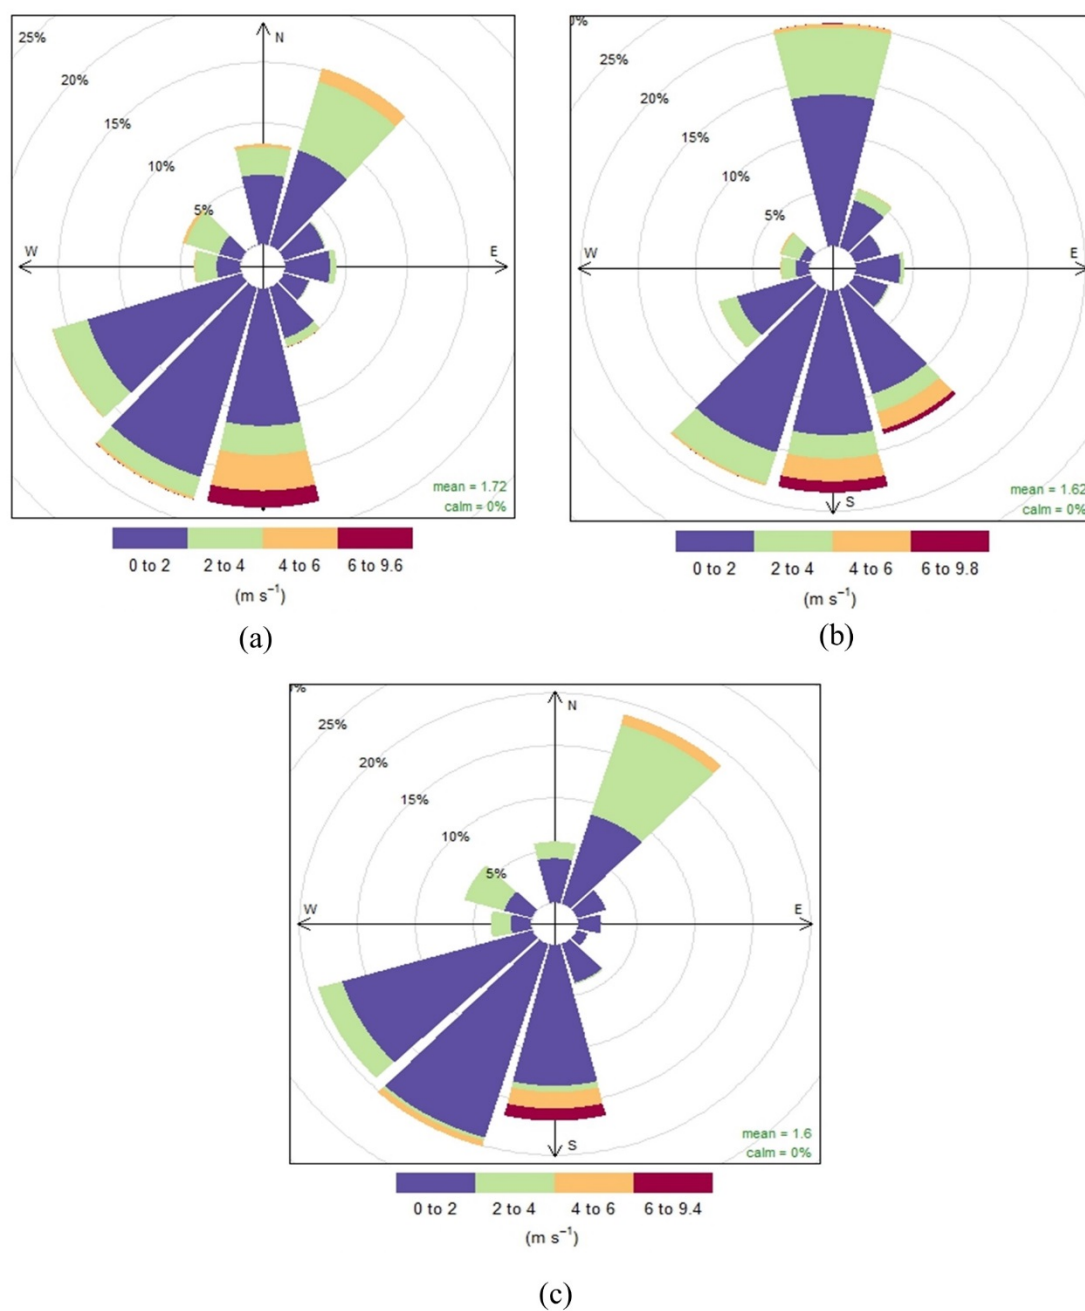 N
25%
20%
15%
10%
5%
W
E
mean = 1.72
calm = 0%
0 to 2 2 to 4 4 to 6 6 to 9.6
(m s⁻¹)
(a)
25%
20%
15%
10%
5%
W
E
S
mean = 1.62
calm = 0%
0 to 2 2 to 4 4 to 6 6 to 9.8
(m s⁻¹)
(b)
N
25%
20%
15%
10%
5%
W
E
S
mean = 1.6
calm = 0%
0 to 2 2 to 4 4 to 6 6 to 9.4
(m s⁻¹)
(c)